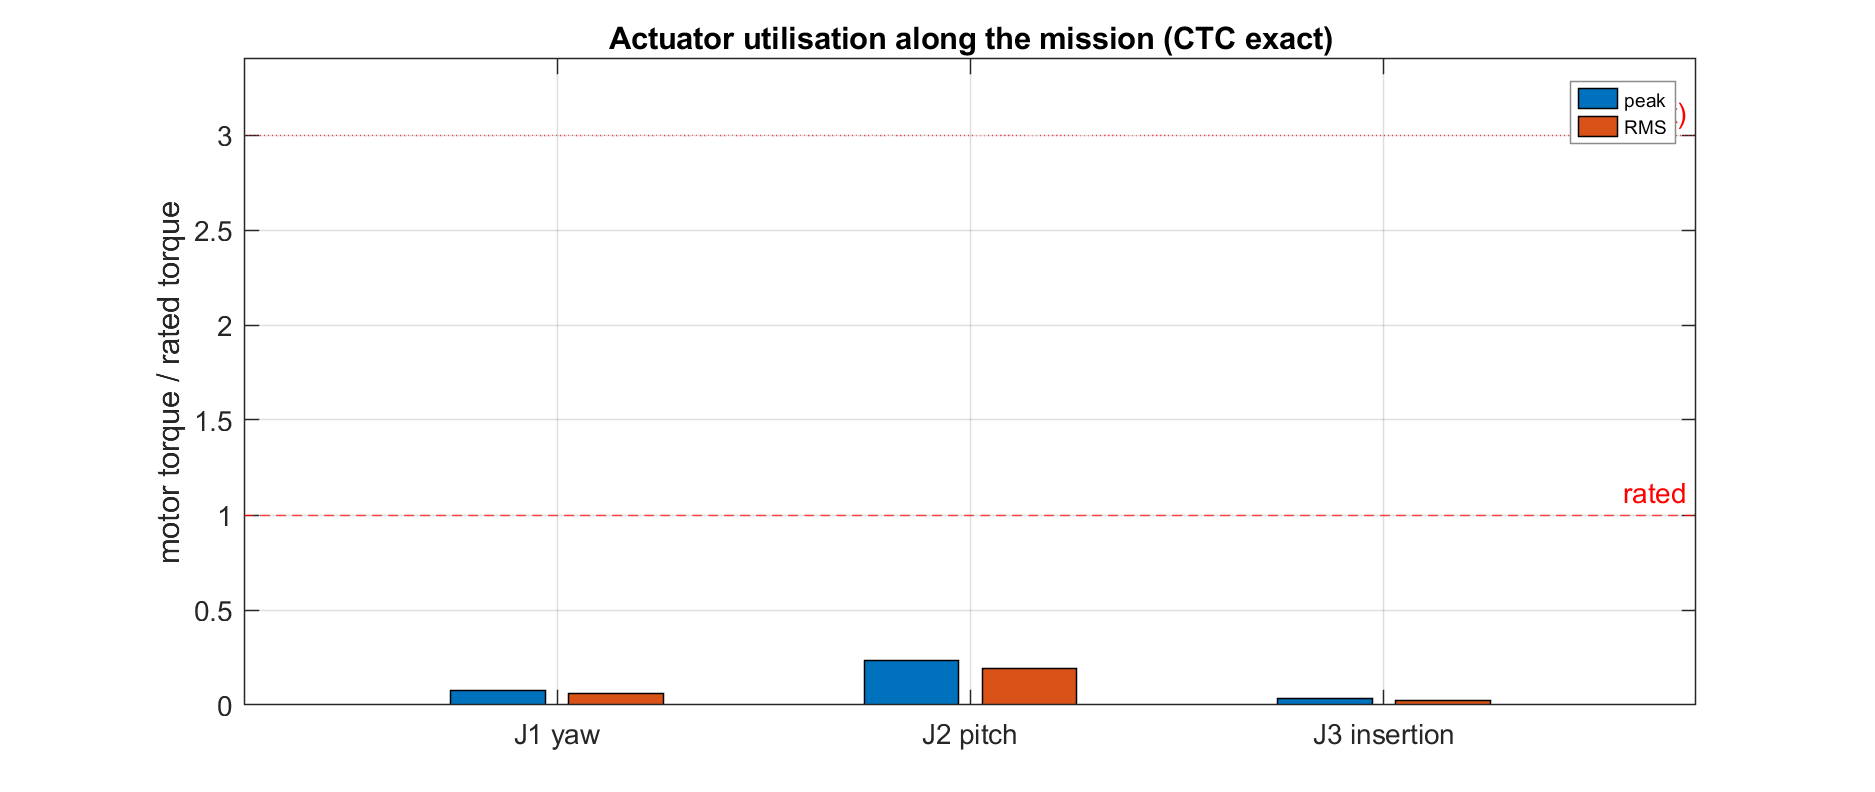 Actuator utilisation along the mission (CTC exact)
peak
RMS
)
3
2.5
2
1.5
1
0.5
0
rated
motor torque / rated torque
J1 yaw
J2 pitch
J3 insertion